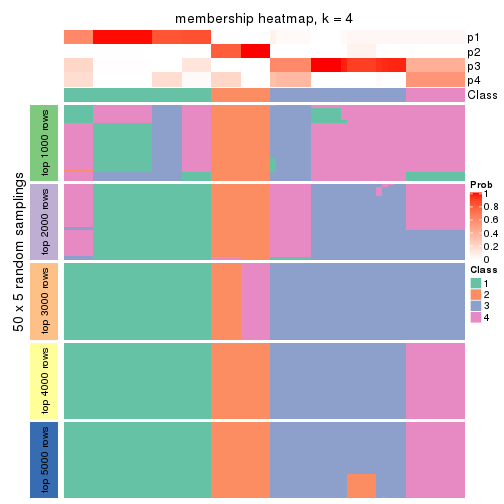 membership heatmap, k = 4
p1
p2
p3
p4
Class
50 x 5 random samplings
top 1000 rows
top 2000 rows
top 3000 rows
top 4000 rows
top 5000 rows
Prob
1
0.8
0.6
0.4
0.2
0
Class
1
2
3
4